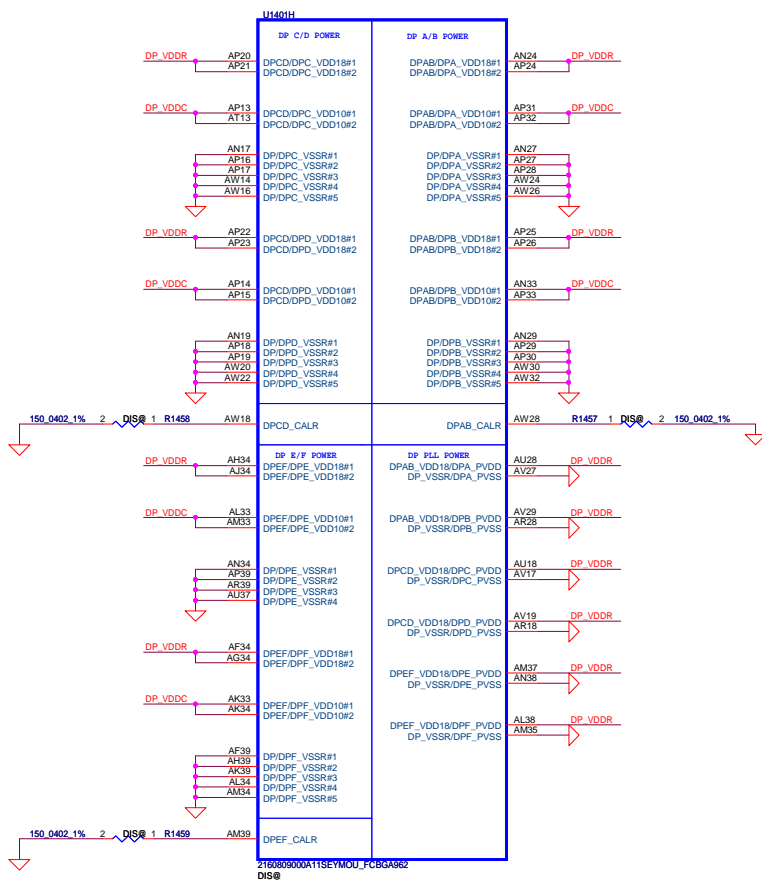 U1401H
DP C/D POWER DP A/B POWER
DP_VDDR AP20 DPCD/DPC_VDD18#1 DPAB/DPA_VDD18#1 AN24 DP_VDDR
AP21 DPCD/DPC_VDD18#2 DPAB/DPA_VDD18#2 AP24
DP_VDDC AP13 DPCD/DPC_VDD10#1 DPAB/DPA_VDD10#1 AP31 DP_VDDC
AT13 DPCD/DPC_VDD10#2 DPAB/DPA_VDD10#2 AP32
AN17 DP/DPC_VSSR#1 DP/DPA_VSSR#1 AN27
AP16 DP/DPC_VSSR#2 DP/DPA_VSSR#2 AP27
AP17 DP/DPC_VSSR#3 DP/DPA_VSSR#3 AP28
AW14 DP/DPC_VSSR#4 DP/DPA_VSSR#4 AW24
AW16 DP/DPC_VSSR#5 DP/DPA_VSSR#5 AW26
DP_VDDR AP22 DPCD/DPD_VDD18#1 DPAB/DPB_VDD18#1 AP25 DP_VDDR
AP23 DPCD/DPD_VDD18#2 DPAB/DPB_VDD18#2 AP26
DP_VDDC AP14 DPCD/DPD_VDD10#1 DPAB/DPB_VDD10#1 AN33 DP_VDDC
AP15 DPCD/DPD_VDD10#2 DPAB/DPB_VDD10#2 AP33
AN19 DP/DPD_VSSR#1 DP/DPB_VSSR#1 AN29
AP18 DP/DPD_VSSR#2 DP/DPB_VSSR#2 AP29
AP19 DP/DPD_VSSR#3 DP/DPB_VSSR#3 AP30
AW20 DP/DPD_VSSR#4 DP/DPB_VSSR#4 AW30
AW22 DP/DPD_VSSR#5 DP/DPB_VSSR#5 AW32
150_0402_1% 2 DIS@ 1 R1458 AW18 DPCD_CALR DPAB_CALR AW28 R1457 1 DIS@ 2 150_0402_1%
DP E/F POWER DP PLL POWER
DP_VDDR AH34 DPEF/DPE_VDD18#1 DPAB_VDD18/DPA_PVDD AU28 DP_VDDR
AJ34 DPEF/DPE_VDD18#2 DP_VSSR/DPA_PVSS AV27
DP_VDDC AL33 DPEF/DPE_VDD10#1 DPAB_VDD18/DPB_PVDD AV29 DP_VDDR
AM33 DPEF/DPE_VDD10#2 DP_VSSR/DPB_PVSS AR28
AN34 DP/DPE_VSSR#1 DPCD_VDD18/DPC_PVDD AU18 DP_VDDR
AP39 DP/DPE_VSSR#2 DP_VSSR/DPC_PVSS AV17
AR39 DP/DPE_VSSR#3
AU37 DP/DPE_VSSR#4
DPCD_VDD18/DPD_PVDD AV19 DP_VDDR
DP_VSSR/DPD_PVSS AR18
DP_VDDR AF34 DPEF/DPF_VDD18#1
AG34 DPEF/DPF_VDD18#2
DPEF_VDD18/DPE_PVDD AM37 DP_VDDR
DP_VSSR/DPE_PVSS AN38
DP_VDDC AK33 DPEF/DPF_VDD10#1
AK34 DPEF/DPF_VDD10#2
DPEF_VDD18/DPF_PVDD AL38 DP_VDDR
DP_VSSR/DPF_PVSS AM35
AF39 DP/DPF_VSSR#1
AH39 DP/DPF_VSSR#2
AK39 DP/DPF_VSSR#3
AL34 DP/DPF_VSSR#4
AM34 DP/DPF_VSSR#5
150_0402_1% 2 DIS@ 1 R1459 AM39 DPEF_CALR
2160809000A11SEYMOU_FCBGA962
DIS@